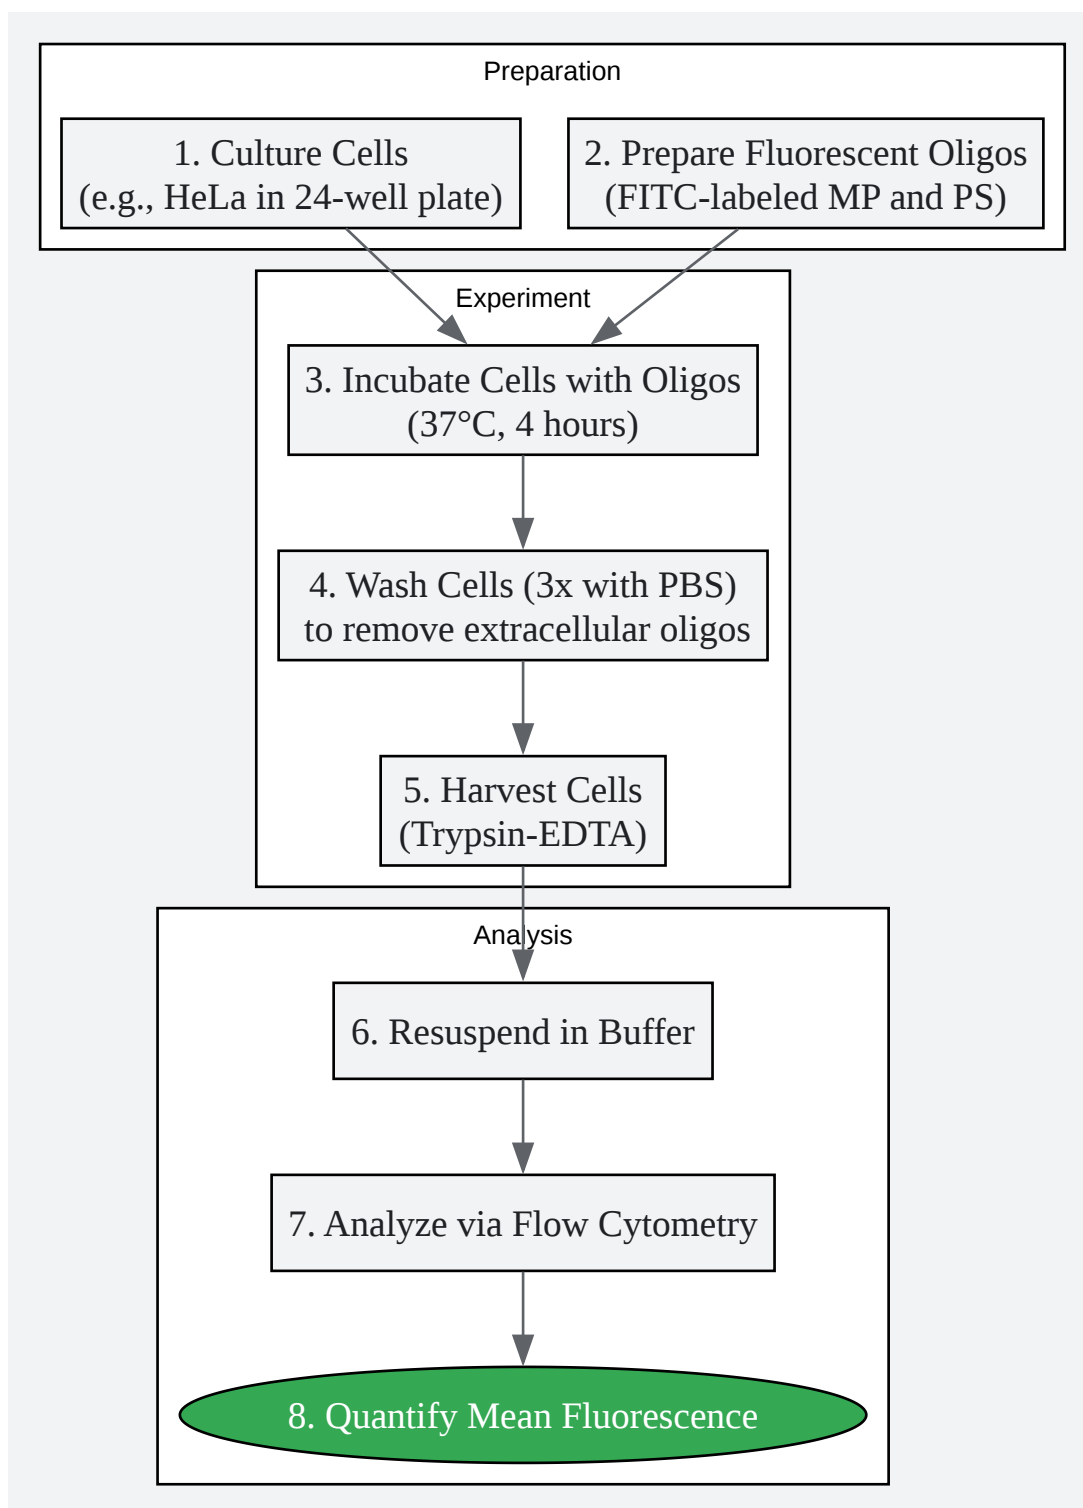 Preparation
1. Culture Cells
(e.g., HeLa in 24-well plate)
2. Prepare Fluorescent Oligos
(FITC-labeled MP and PS)
Experiment
3. Incubate Cells with Oligos
(37°C, 4 hours)
4. Wash Cells (3x with PBS)
to remove extracellular oligos
5. Harvest Cells
(Trypsin-EDTA)
Analysis
6. Resuspend in Buffer
7. Analyze via Flow Cytometry
8. Quantify Mean Fluorescence